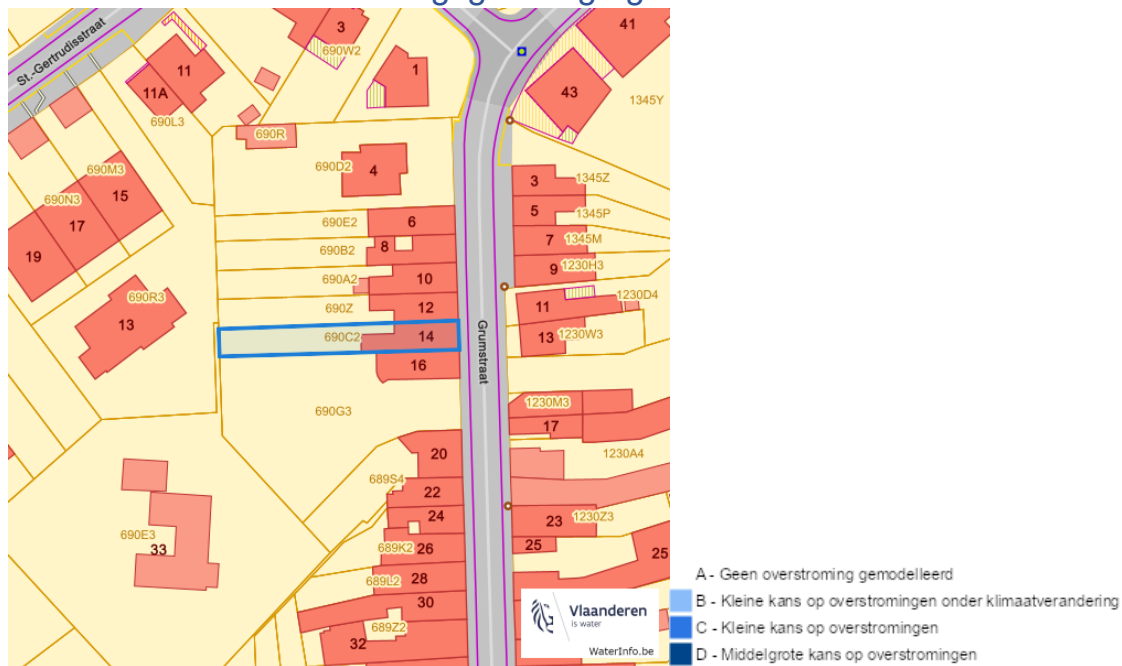 St.-Gertrudisstraat
3
690W2
41
1
11
11A
43
1345Y
690L3
690R
690D2
4
690M3
15
3
1345Z
690N3
17
5
1345P
19
690E2
6
7
1345M
690B2
8
9
1230H3
690A2
10
690R3
690Z
12
11
1230D4
13
690C2
14
13
1230W3
Grumstraat
16
690G3
1230M3
17
20
1230A4
689S4
22
24
23
1230Z3
690E3
33
689K2
26
25
25
689L2
28
30
689Z2
32
Vlaanderen
is water
WaterInfo.be
A - Geen overstroming gemodelleerd
B - Kleine kans op overstromingen onder klimaatverandering
C - Kleine kans op overstromingen
D - Middelgrote kans op overstromingen